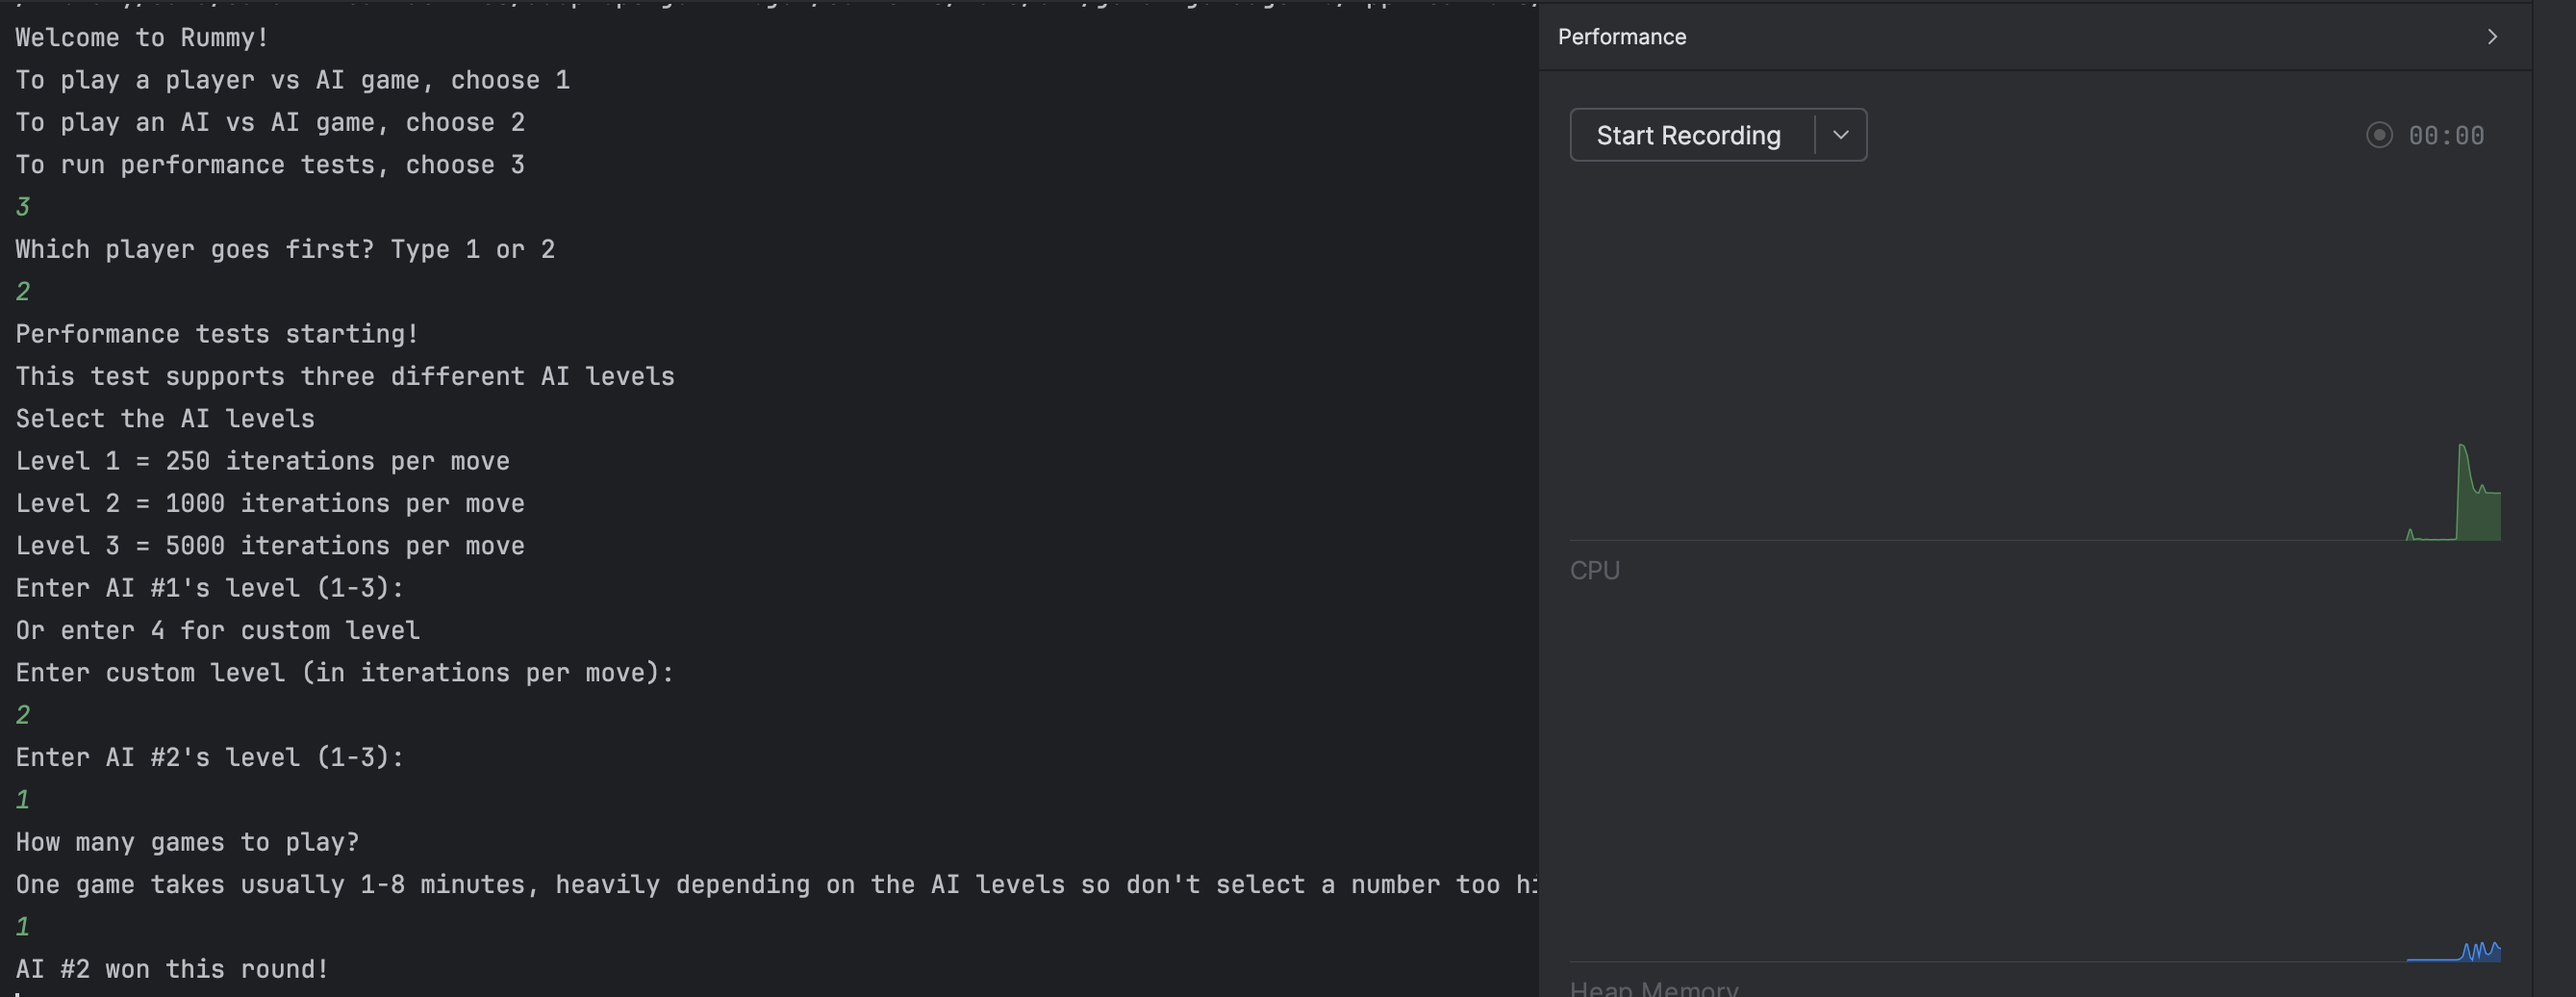 Welcome to Rummy!
To play a player vs AI game, choose 1
To play an AI vs AI game, choose 2
To run performance tests, choose 3
3
Which player goes first? Type 1 or 2
2
Performance tests starting!
This test supports three different AI levels
Select the AI levels
Level 1 = 250 iterations per move
Level 2 = 1000 iterations per move
Level 3 = 5000 iterations per move
Enter AI #1's level (1-3):
Or enter 4 for custom level
Enter custom level (in iterations per move):
2
Enter AI #2's level (1-3):
1
How many games to play?
One game takes usually 1-8 minutes, heavily depending on the AI levels so don't select a number too
1
AI #2 won this round!
Performance
Start Recording
00:00
CPU
Heap Memory